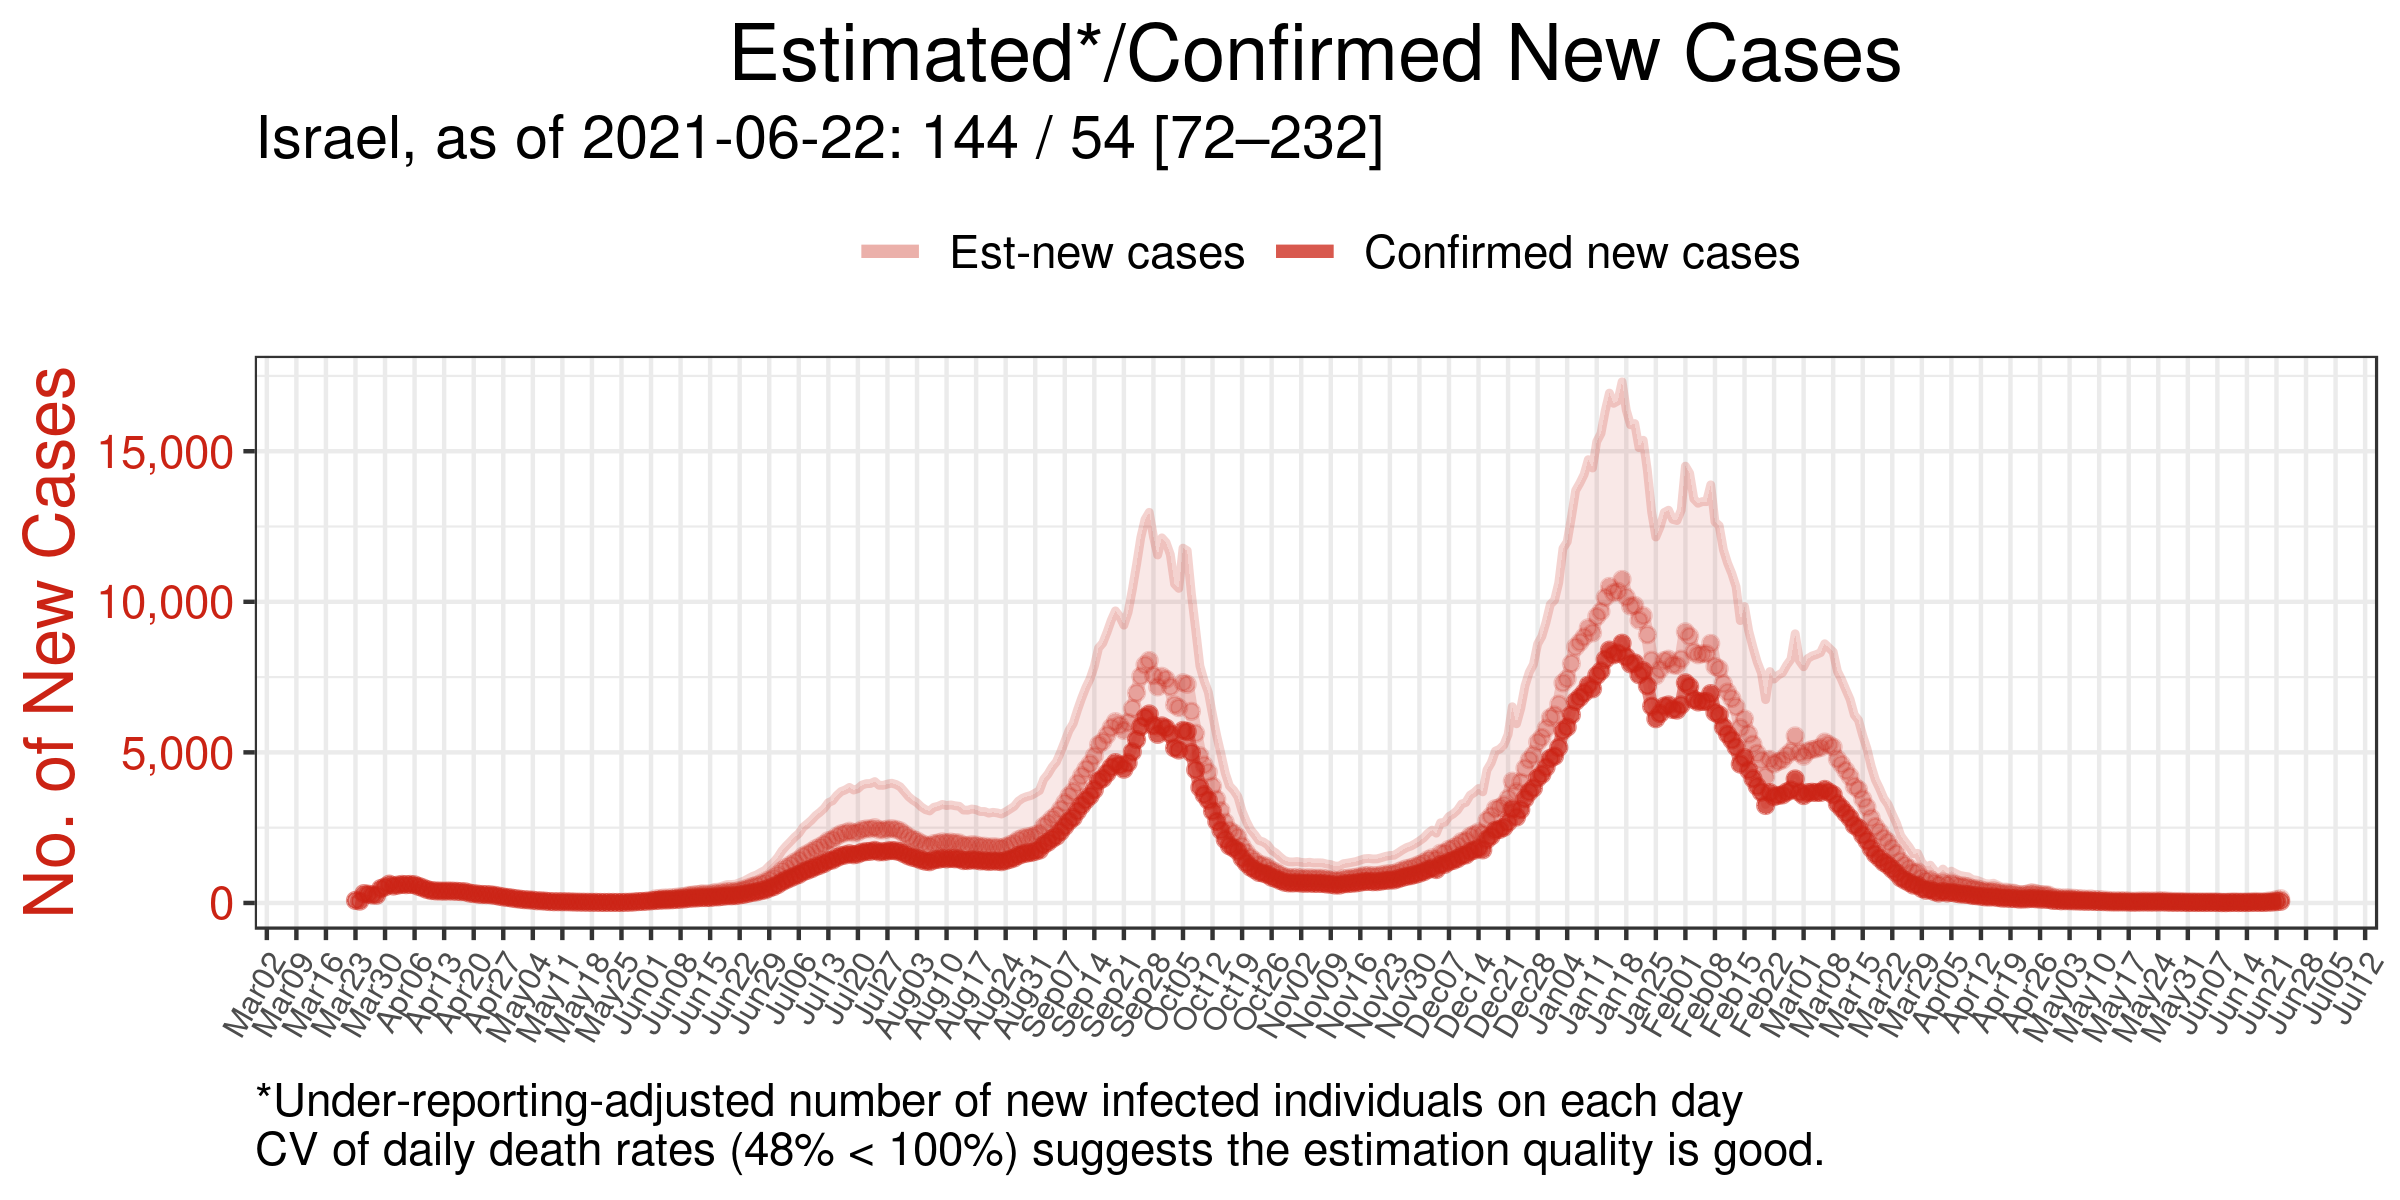 Estimated*/Confirmed New Cases
Israel, as of 2021-06-22: 144 / 54 [72–232]
Est-new cases
Confirmed new cases
No. of New Cases
15,000
10,000
5,000
0
Mar02
Mar09
Mar16
Mar23
Mar30
Apr06
Apr13
Apr20
Apr27
May04
May11
May18
May25
Jun01
Jun08
Jun15
Jun22
Jun29
Jul06
Jul13
Jul20
Jul27
Aug03
Aug10
Aug17
Aug24
Aug31
Sep07
Sep14
Sep21
Sep28
Oct05
Oct12
Oct19
Oct26
Nov02
Nov09
Nov16
Nov23
Nov30
Dec07
Dec14
Dec21
Dec28
Jan04
Jan11
Jan18
Jan25
Feb01
Feb08
Feb15
Feb22
Mar01
Mar08
Mar15
Mar22
Mar29
Apr05
Apr12
Apr19
Apr26
May03
May10
May17
May24
May31
Jun07
Jun14
Jun21
Jun28
Jul05
Jul12
*Under-reporting-adjusted number of new infected individuals on each day
CV of daily death rates (48% < 100%) suggests the estimation quality is good.